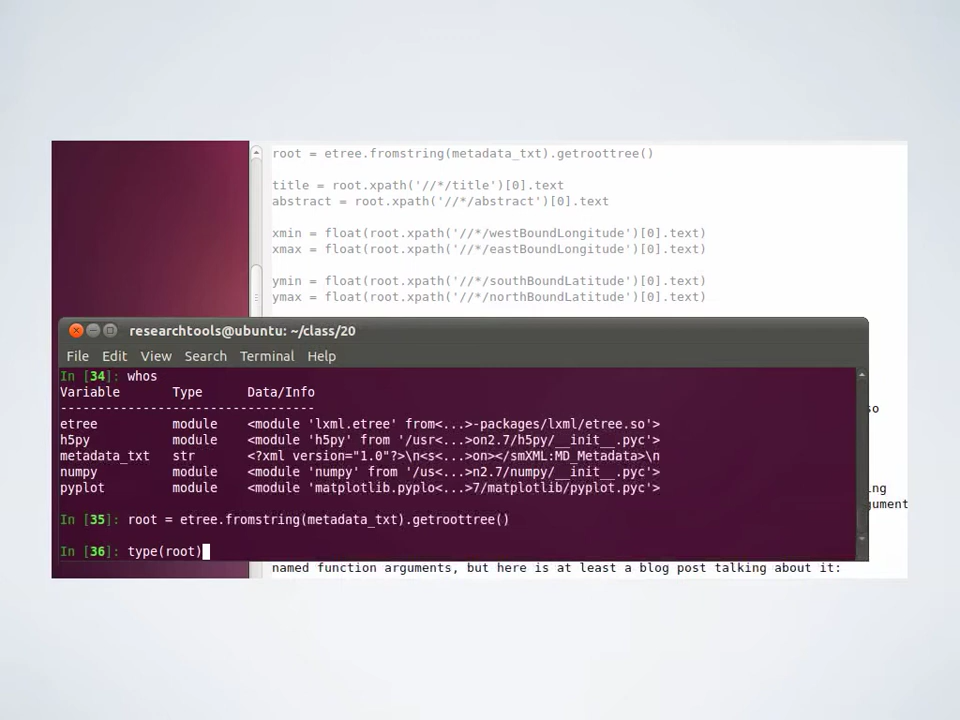 root = etree.fromstring(metadata_txt).getroottree()
title = root.xpath('//*/title')[0].text
abstract = root.xpath('//*/abstract')[0].text
xmin = float(root.xpath('//*/westBoundLongitude')[0].text)
xmax = float(root.xpath('//*/eastBoundLongitude')[0].text)
ymin = float(root.xpath('//*/southBoundLatitude')[0].text)
ymax = float(root.xpath('//*/northBoundLatitude')[0].text)
researchtools@ubuntu: ~/class/20
File Edit View Search Terminal Help
In [34]: whos
Variable Type Data/Info
----------------------------------
etree module <module 'lxml.etree' from<...>-packages/lxml/etree.so'>
h5py module <module 'h5py' from '/usr<...>on2.7/h5py/__init__.pyc'>
metadata_txt str <?xml version="1.0"?>\n<s<...>on></smXML:MD_Metadata>\n
numpy module <module 'numpy' from '/us<...>n2.7/numpy/__init__.pyc'>
pyplot module <module 'matplotlib.pyplo<...>7/matplotlib/pyplot.pyc'>
so
ing
gument
In [35]: root = etree.fromstring(metadata_txt).getroottree()
In [36]: type(root)
named function arguments, but here is at least a blog post talking about it: